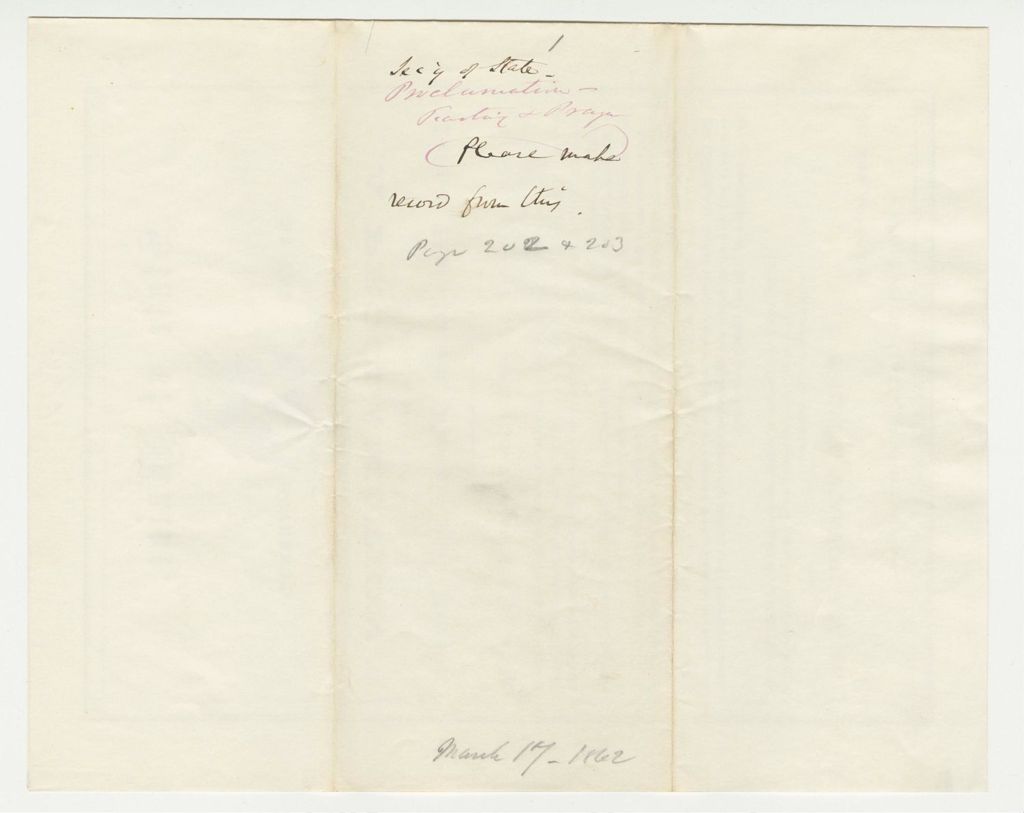 1
Sec'y of State -
Proclamation -
Fasting & Prayer
Please make
record from this.
Page 202 & 203
March 17 - 1862